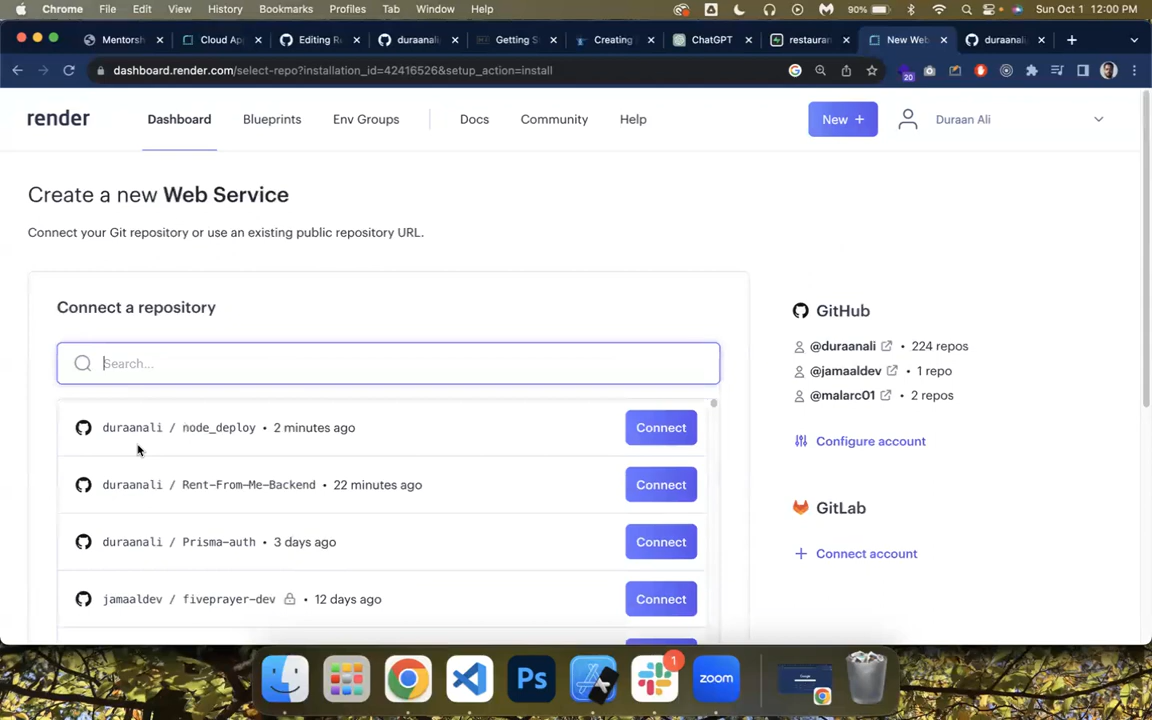 Chrome File Edit View History Bookmarks Profiles Tab Window Help 90% Sun Oct 1 12:00 PM
Mentorsh Cloud Ap Editing R duraanali Getting S Creating ChatGPT restauran New Web duraanali
dashboard.render.com/select-repo?installation_id=42416526&setup_action=install 20
render Dashboard Blueprints Env Groups Docs Community Help New + Duraan Ali
Create a new Web Service
Connect your Git repository or use an existing public repository URL.
Connect a repository
Search...
duraanali / node_deploy • 2 minutes ago Connect
duraanali / Rent-From-Me-Backend • 22 minutes ago Connect
duraanali / Prisma-auth • 3 days ago Connect
jamaaldev / fiveprayer-dev • 12 days ago Connect
GitHub
@duraanali • 224 repos
@jamaaldev • 1 repo
@malarc01 • 2 repos
Configure account
GitLab
Connect account
Ps 1 zoom